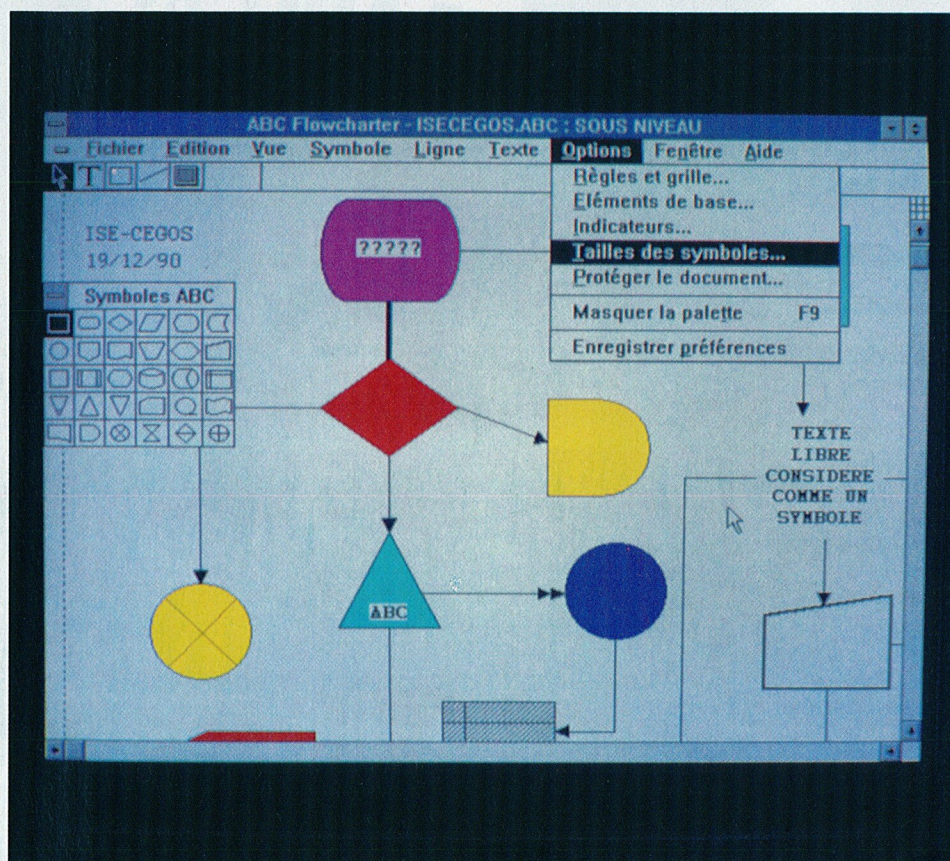 ABC Flowcharter - ISECEGOS.ABC : SOUS NIVEAU
Fichier Edition Vue Symbole Ligne Texte Options Fenêtre Aide
T
Règles et grille...
Eléments de base...
Indicateurs...
Tailles des symboles...
Protéger le document...
Masquer la palette F9
Enregistrer préférences
ISE-CEGOS
19/12/90
Symboles ABC
?????
TEXTE
LIBRE
CONSIDERE
COMME UN
SYMBOLE
ABC